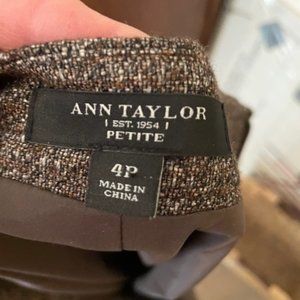 ANN TAYLOR
| EST. 1954 |
PETITE
4P
MADE IN
CHINA